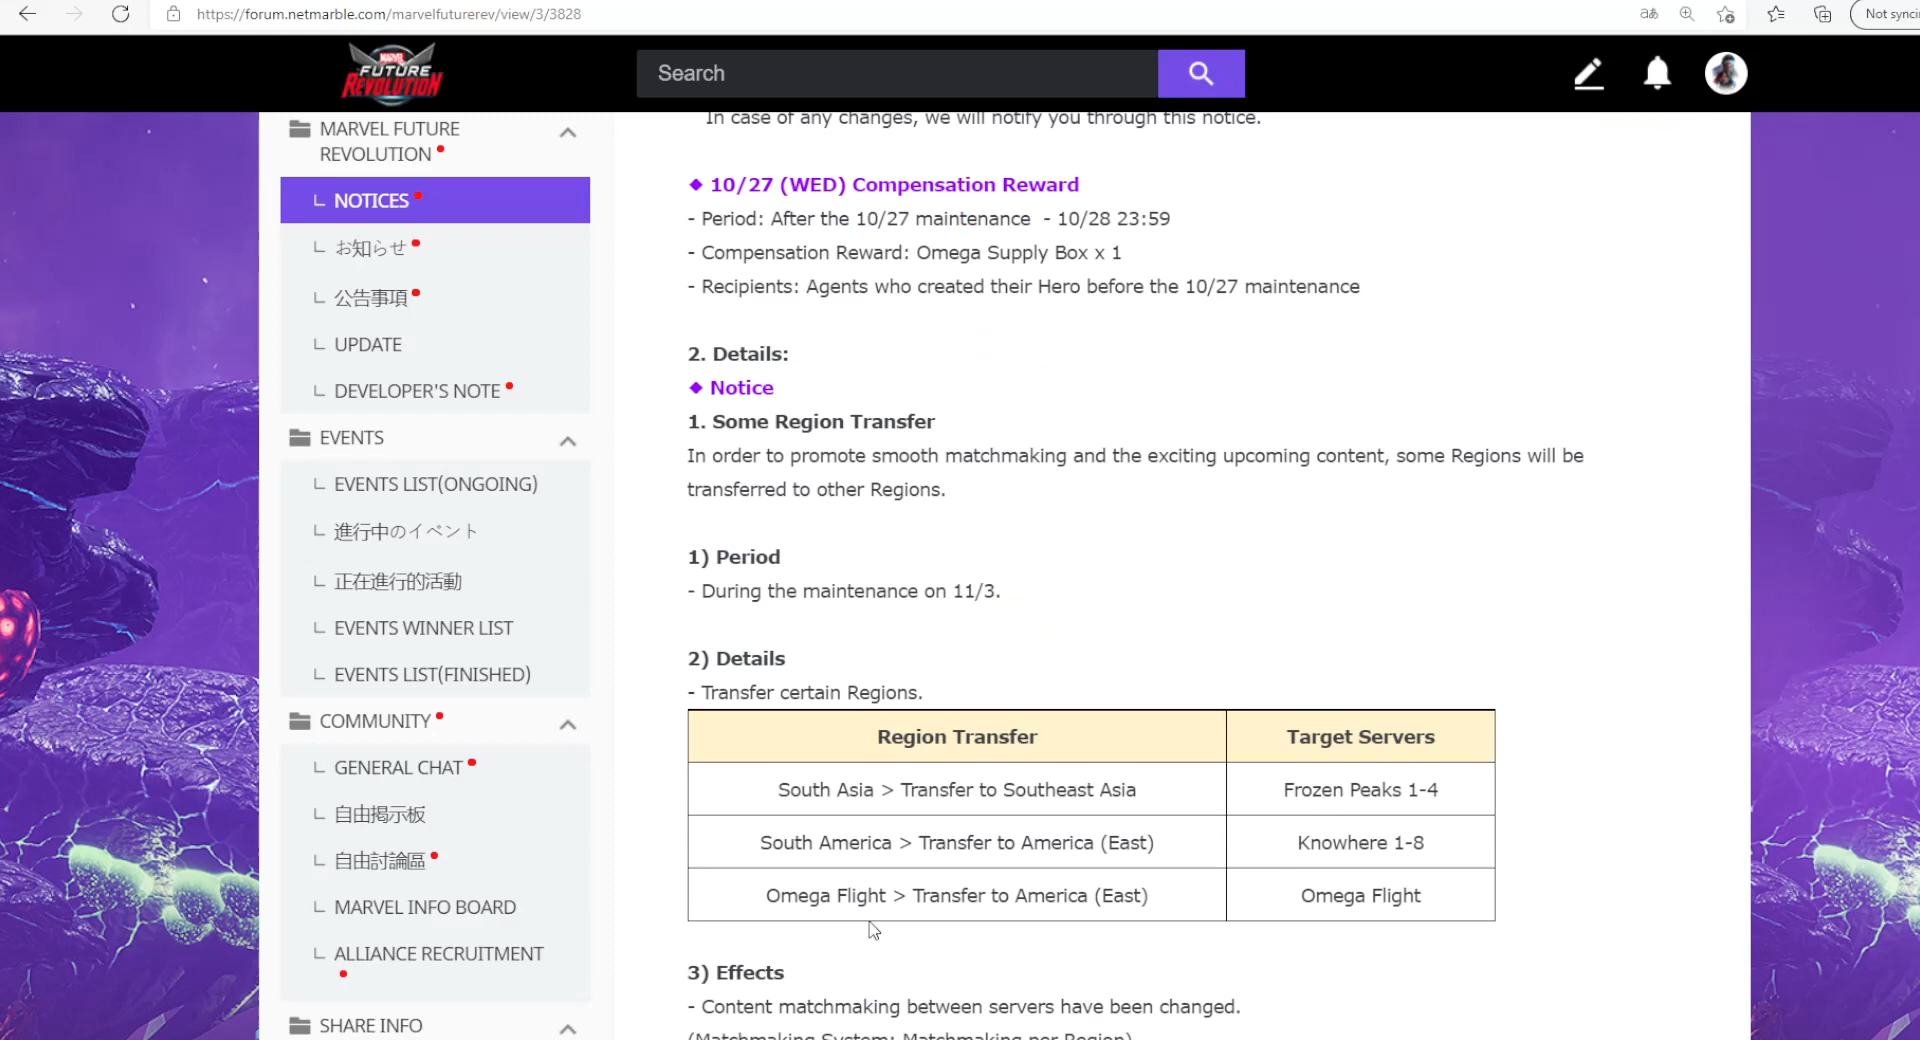 https://forum.netmarble.com/marvelfuturerev/view/3/3828
Not synci
MARVEL
FUTURE
REVOLUTION
Search
MARVEL FUTURE
REVOLUTION
NOTICES
お知らせ
公告事項
UPDATE
DEVELOPER'S NOTE
EVENTS
EVENTS LIST(ONGOING)
進行中のイベント
正在進行的活動
EVENTS WINNER LIST
EVENTS LIST(FINISHED)
COMMUNITY
GENERAL CHAT
自由掲示板
自由討論區
MARVEL INFO BOARD
ALLIANCE RECRUITMENT
SHARE INFO
In case of any changes, we will notify you through this notice.
◆ 10/27 (WED) Compensation Reward
- Period: After the 10/27 maintenance - 10/28 23:59
- Compensation Reward: Omega Supply Box x 1
- Recipients: Agents who created their Hero before the 10/27 maintenance
2. Details:
◆ Notice
1. Some Region Transfer
In order to promote smooth matchmaking and the exciting upcoming content, some Regions will be
transferred to other Regions.
1) Period
- During the maintenance on 11/3.
2) Details
- Transfer certain Regions.
Region Transfer Target Servers
South Asia > Transfer to Southeast Asia Frozen Peaks 1-4
South America > Transfer to America (East) Knowhere 1-8
Omega Flight > Transfer to America (East) Omega Flight
3) Effects
- Content matchmaking between servers have been changed.
(Matchmaking System: Matchmaking per Region)